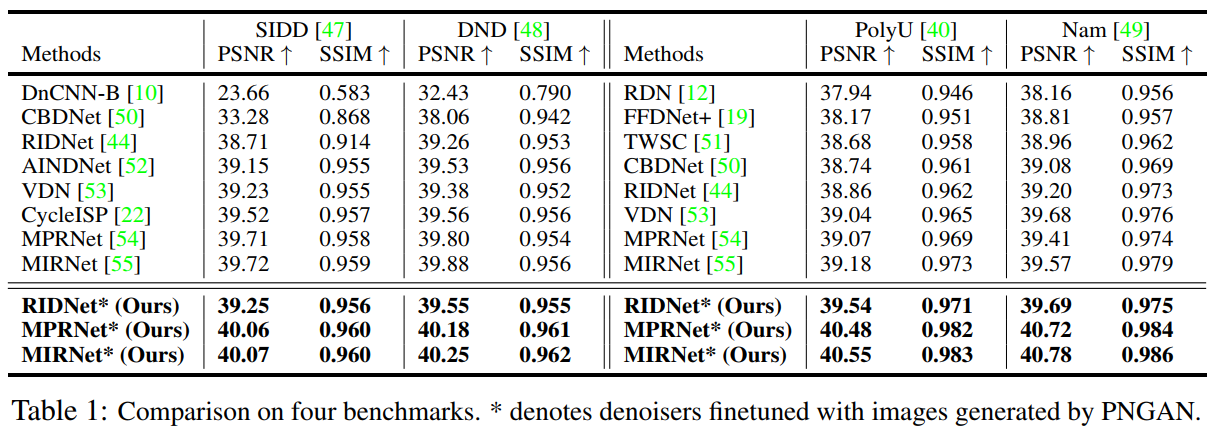 SIDD [47] DND [48] PolyU [40] Nam [49]
Methods PSNR ↑ SSIM ↑ PSNR ↑ SSIM ↑ Methods PSNR ↑ SSIM ↑ PSNR ↑ SSIM ↑
DnCNN-B [10] 23.66 0.583 32.43 0.790 RDN [12] 37.94 0.946 38.16 0.956
CBDNet [50] 33.28 0.868 38.06 0.942 FFDNet+ [19] 38.17 0.951 38.81 0.957
RIDNet [44] 38.71 0.914 39.26 0.953 TWSC [51] 38.68 0.958 38.96 0.962
AINDNet [52] 39.15 0.955 39.53 0.956 CBDNet [50] 38.74 0.961 39.08 0.969
VDN [53] 39.23 0.955 39.38 0.952 RIDNet [44] 38.86 0.962 39.20 0.973
CycleISP [22] 39.52 0.957 39.56 0.956 VDN [53] 39.04 0.965 39.68 0.976
MPRNet [54] 39.71 0.958 39.80 0.954 MPRNet [54] 39.07 0.969 39.41 0.974
MIRNet [55] 39.72 0.959 39.88 0.956 MIRNet [55] 39.18 0.973 39.57 0.979
RIDNet* (Ours) 39.25 0.956 39.55 0.955 RIDNet* (Ours) 39.54 0.971 39.69 0.975
MPRNet* (Ours) 40.06 0.960 40.18 0.961 MPRNet* (Ours) 40.48 0.982 40.72 0.984
MIRNet* (Ours) 40.07 0.960 40.25 0.962 MIRNet* (Ours) 40.55 0.983 40.78 0.986
Table 1: Comparison on four benchmarks. * denotes denoisers finetuned with images generated by PNGAN.